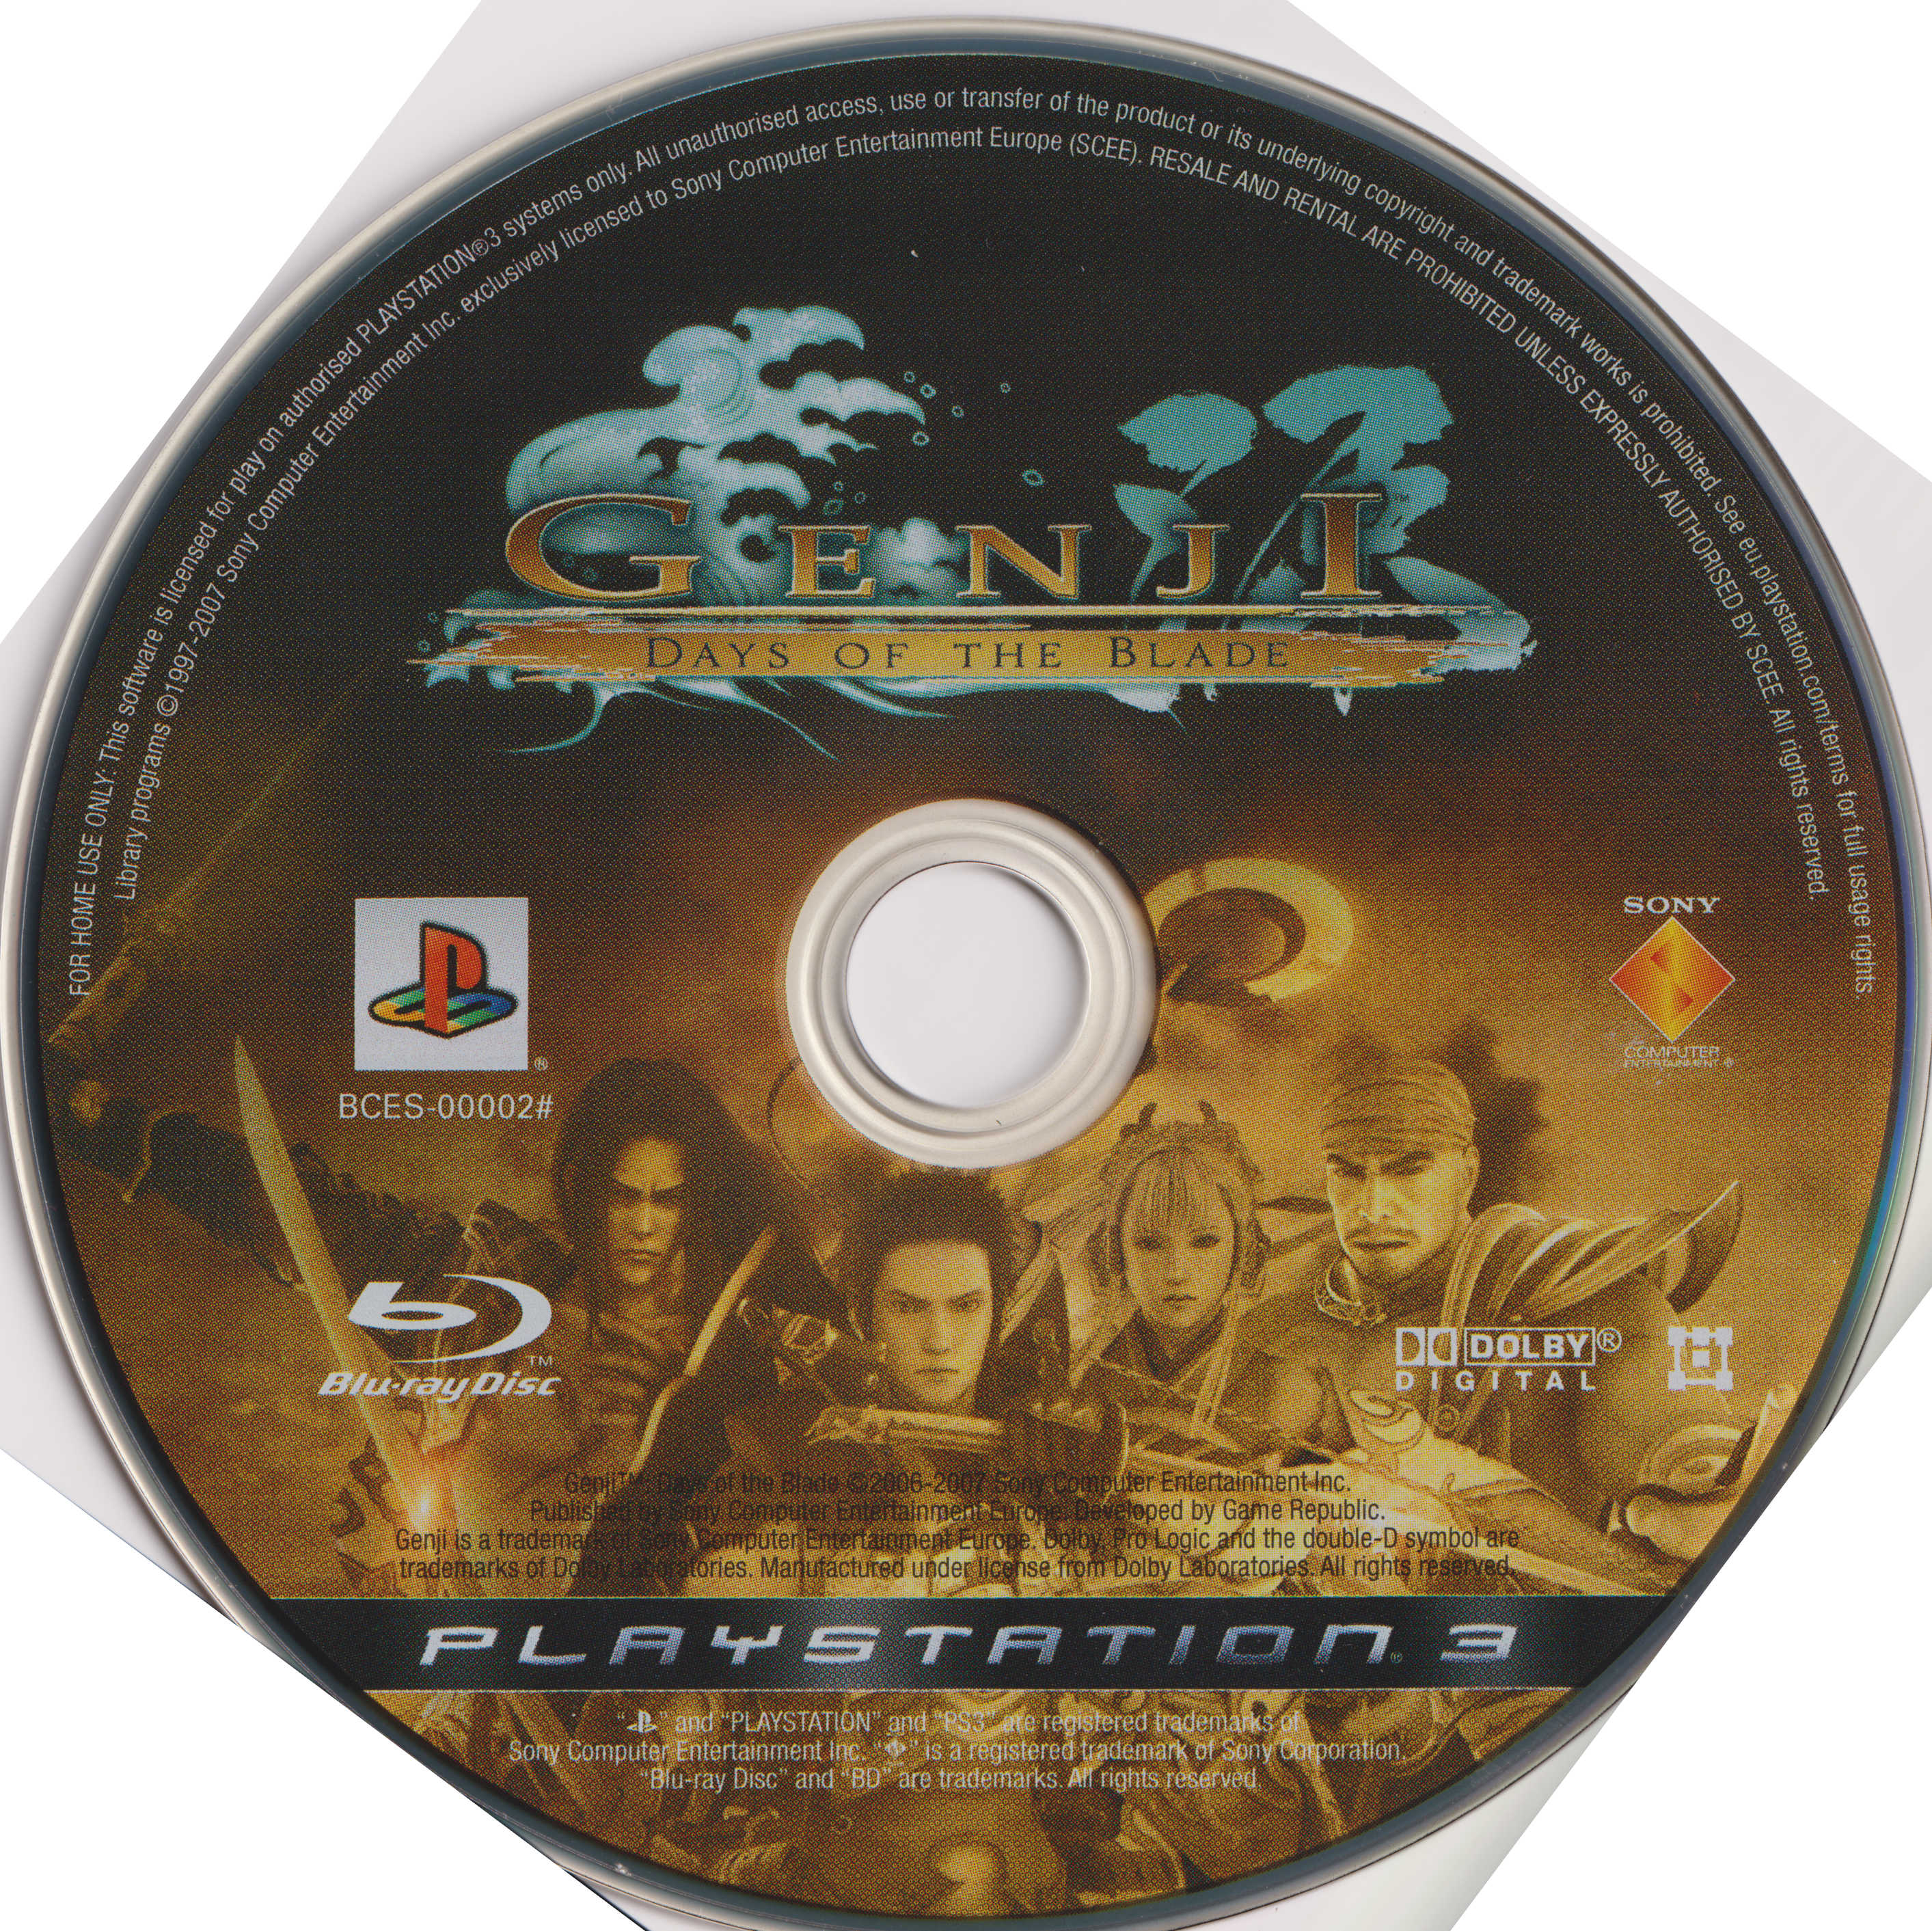 FOR HOME USE ONLY. This software is licensed for play on authorised PLAYSTATION®3 systems only. All unauthorised access, use or transfer of the product or its underlying copyright and trademark works is prohibited. See eu.playstation.com/terms for full usage rights.
Library programs ©1997-2007 Sony Computer Entertainment Inc. exclusively licensed to Sony Computer Entertainment Europe (SCEE). RESALE AND RENTAL ARE PROHIBITED UNLESS EXPRESSLY AUTHORISED BY SCEE. All rights reserved.
GENJI™
DAYS OF THE BLADE
SONY
COMPUTER
ENTERTAINMENT ®
®
BCES-00002#
™
Blu-ray Disc
DOLBY®
DIGITAL
Genji™: Days of the Blade ©2006-2007 Sony Computer Entertainment Inc.
Published by Sony Computer Entertainment Europe. Developed by Game Republic.
Genji is a trademark of Sony Computer Entertainment Europe. Dolby, Pro Logic and the double-D symbol are
trademarks of Dolby Laboratories. Manufactured under license from Dolby Laboratories. All rights reserved.
PLAYSTATION® 3
“ ” and “PLAYSTATION” and “PS3” are registered trademarks of
Sony Computer Entertainment Inc. “ ” is a registered trademark of Sony Corporation.
“Blu-ray Disc” and “BD” are trademarks. All rights reserved.